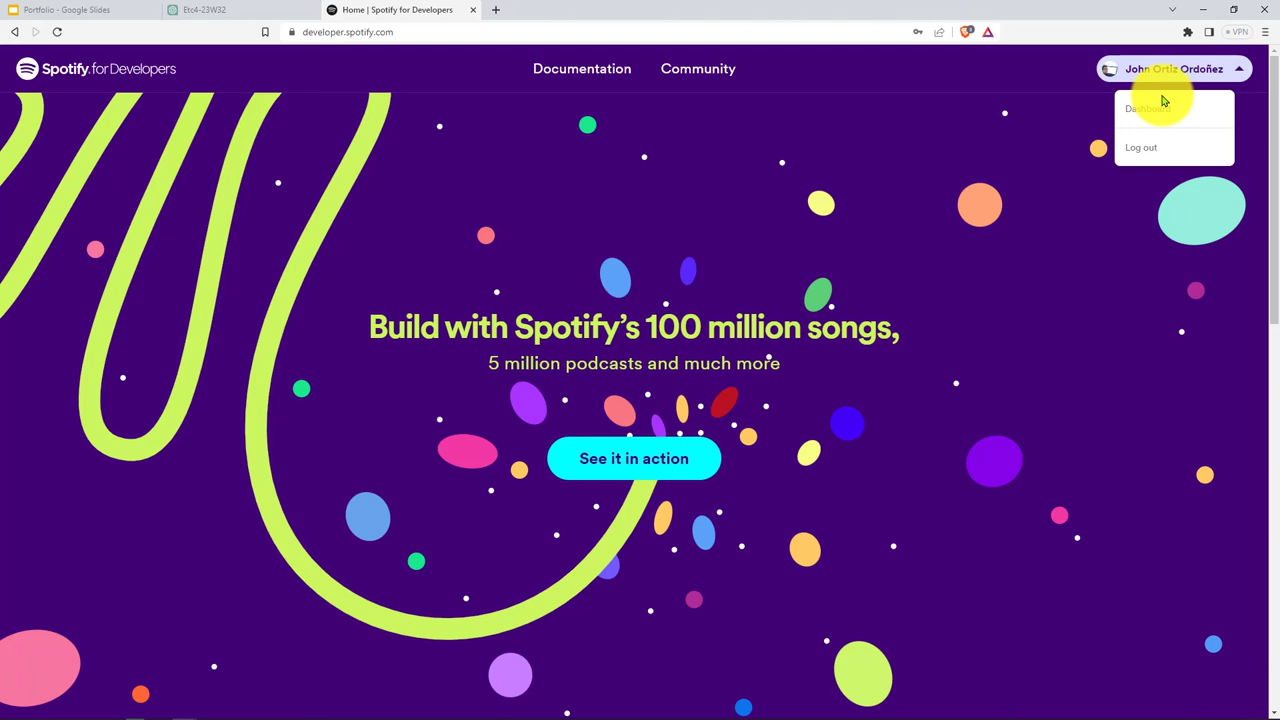 Portfolio - Google Slides
Etc4-23W32
Home | Spotify for Developers
developer.spotify.com
VPN
Spotify for Developers
Documentation
Community
John Ortiz Ordoñez
Dashboard
Log out
Build with Spotify's 100 million songs,
5 million podcasts and much more
See it in action